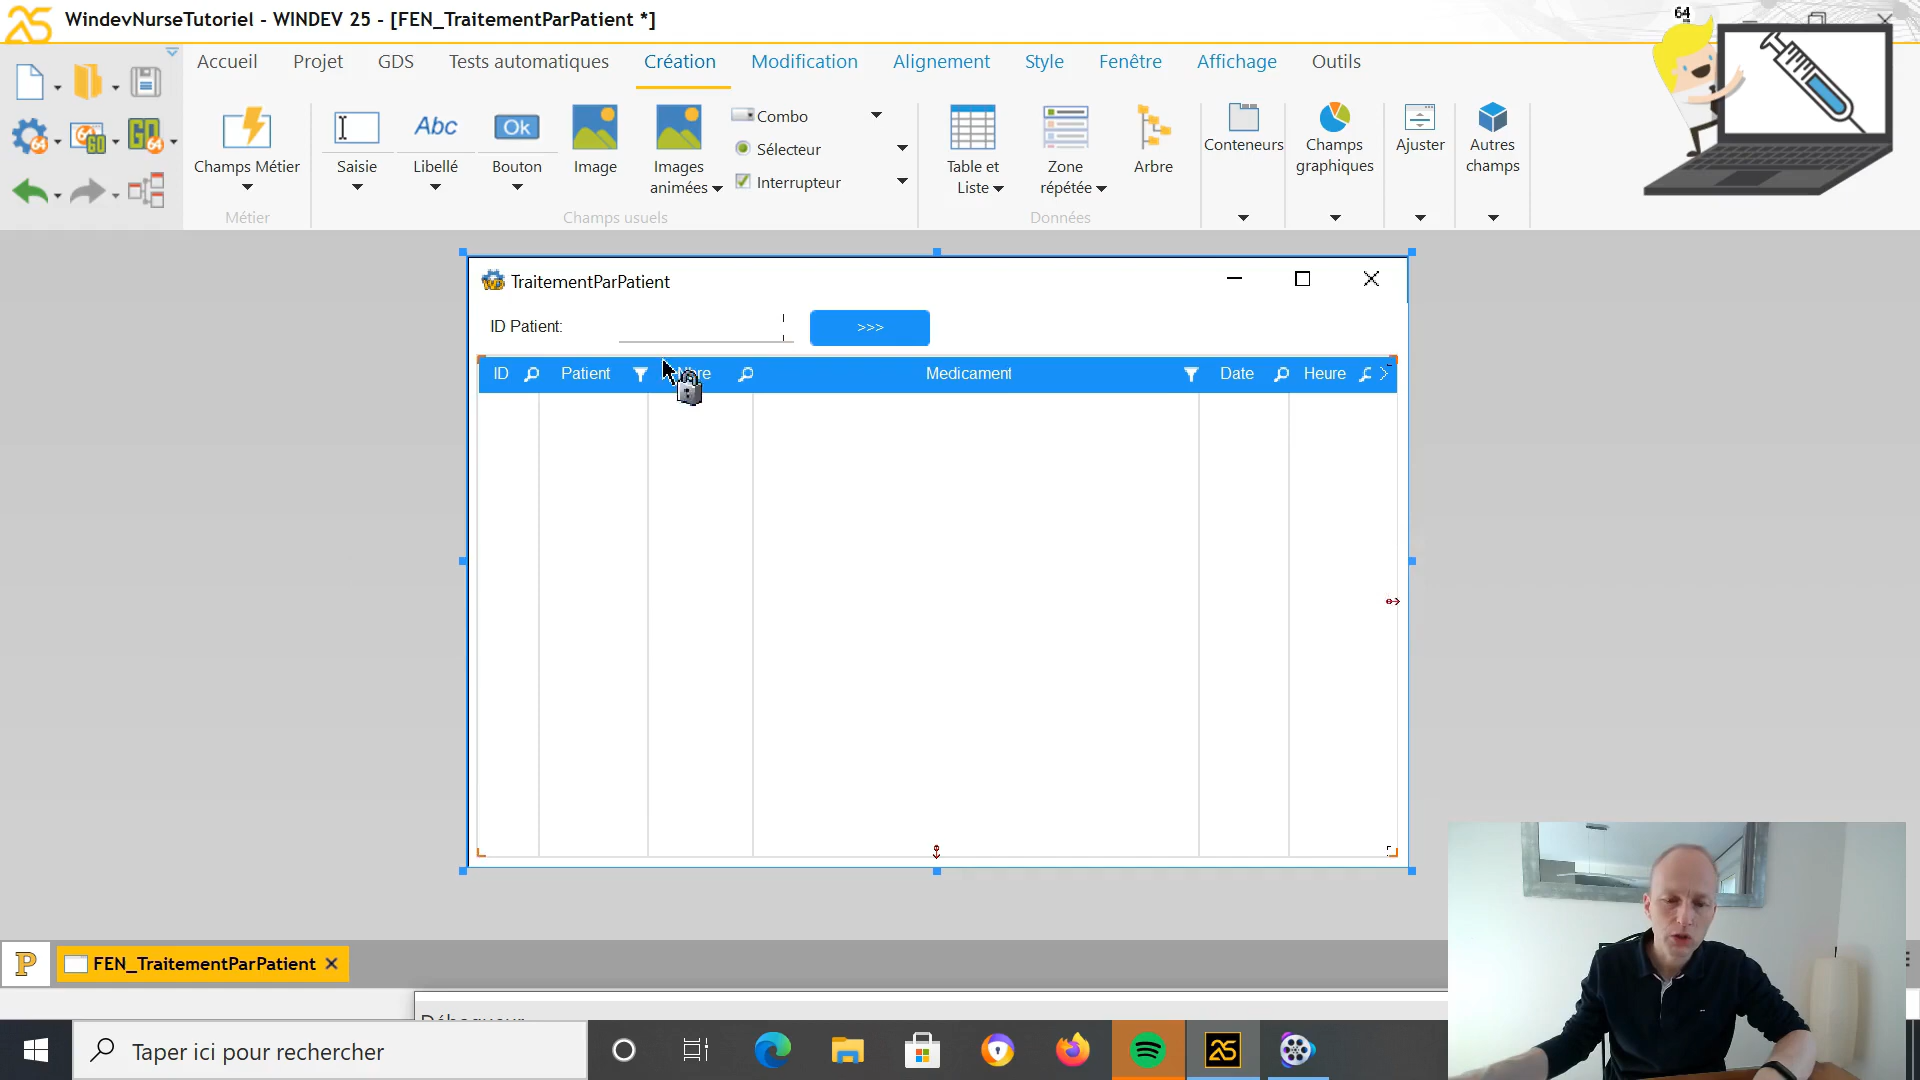 WindevNurseTutoriel - WINDEV 25 - [FEN_TraitementParPatient *]
64
Accueil Projet GDS Tests automatiques Création Modification Alignement Style Fenêtre Affichage Outils
Champs Métier
Saisie
Abc
Libellé
Ok
Bouton
Image
Images animées
Combo
Sélecteur
Interrupteur
Table et Liste
Zone répétée
Arbre
Conteneurs
Champs graphiques
Ajuster
Autres champs
Métier
Champs usuels
Données
TraitementParPatient
ID Patient:
>>>
ID Patient Medicament Date Heure
FEN_TraitementParPatient
Taper ici pour rechercher